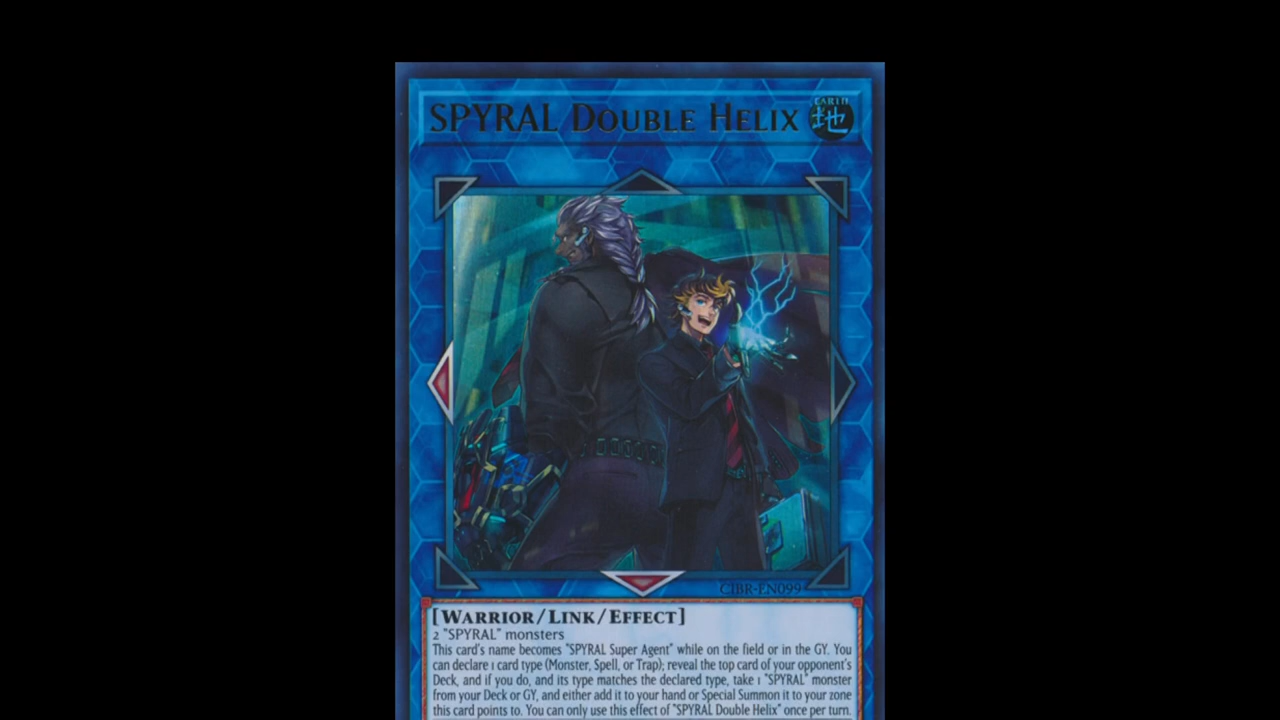 SPYRAL Double Helix
EARTH
地
CIBR-EN099
[Warrior/Link/Effect]
2 "SPYRAL" monsters
This card's name becomes "SPYRAL Super Agent" while on the field or in the GY. You
can declare 1 card type (Monster, Spell, or Trap); reveal the top card of your opponent's
Deck, and if you do, and its type matches the declared type, take 1 "SPYRAL" monster
from your Deck or GY, and either add it to your hand or Special Summon it to your zone
this card points to. You can only use this effect of "SPYRAL Double Helix" once per turn.